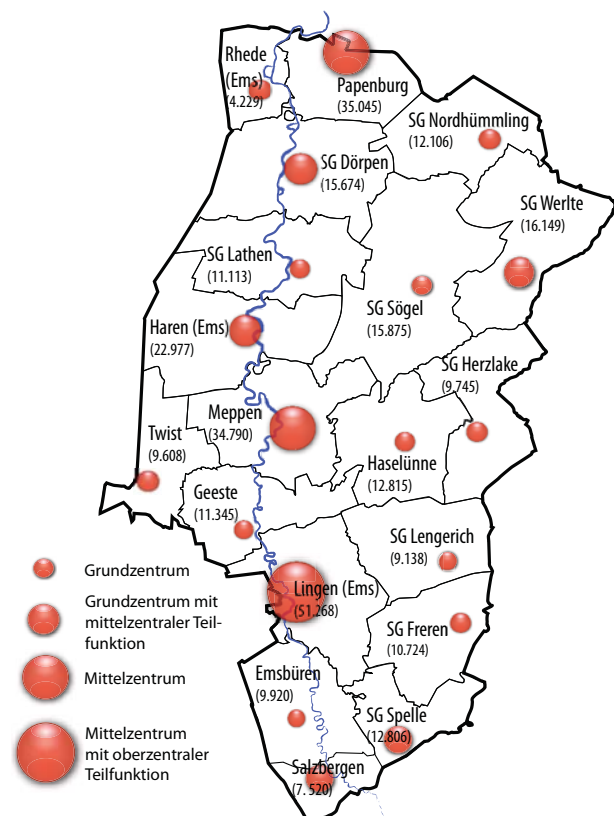 Rhede
(Ems)
(4.229)
Papenburg
(35.045)
SG Nordhümmling
(12.106)
SG Dörpen
(15.674)
SG Werlte
(16.149)
SG Lathen
(11.113)
SG Sögel
(15.875)
Haren (Ems)
(22.977)
SG Herzlake
(9.745)
Meppen
(34.790)
Twist
(9.608)
Haselünne
(12.815)
Geeste
(11.345)
SG Lengerich
(9.138)
Lingen (Ems)
(51.268)
SG Freren
(10.724)
Emsbüren
(9.920)
SG Spelle
(12.806)
Salzbergen
(7.520)
Grundzentrum
Grundzentrum mit
mittelzentraler Teil-
funktion
Mittelzentrum
Mittelzentrum
mit oberzentraler
Teilfunktion